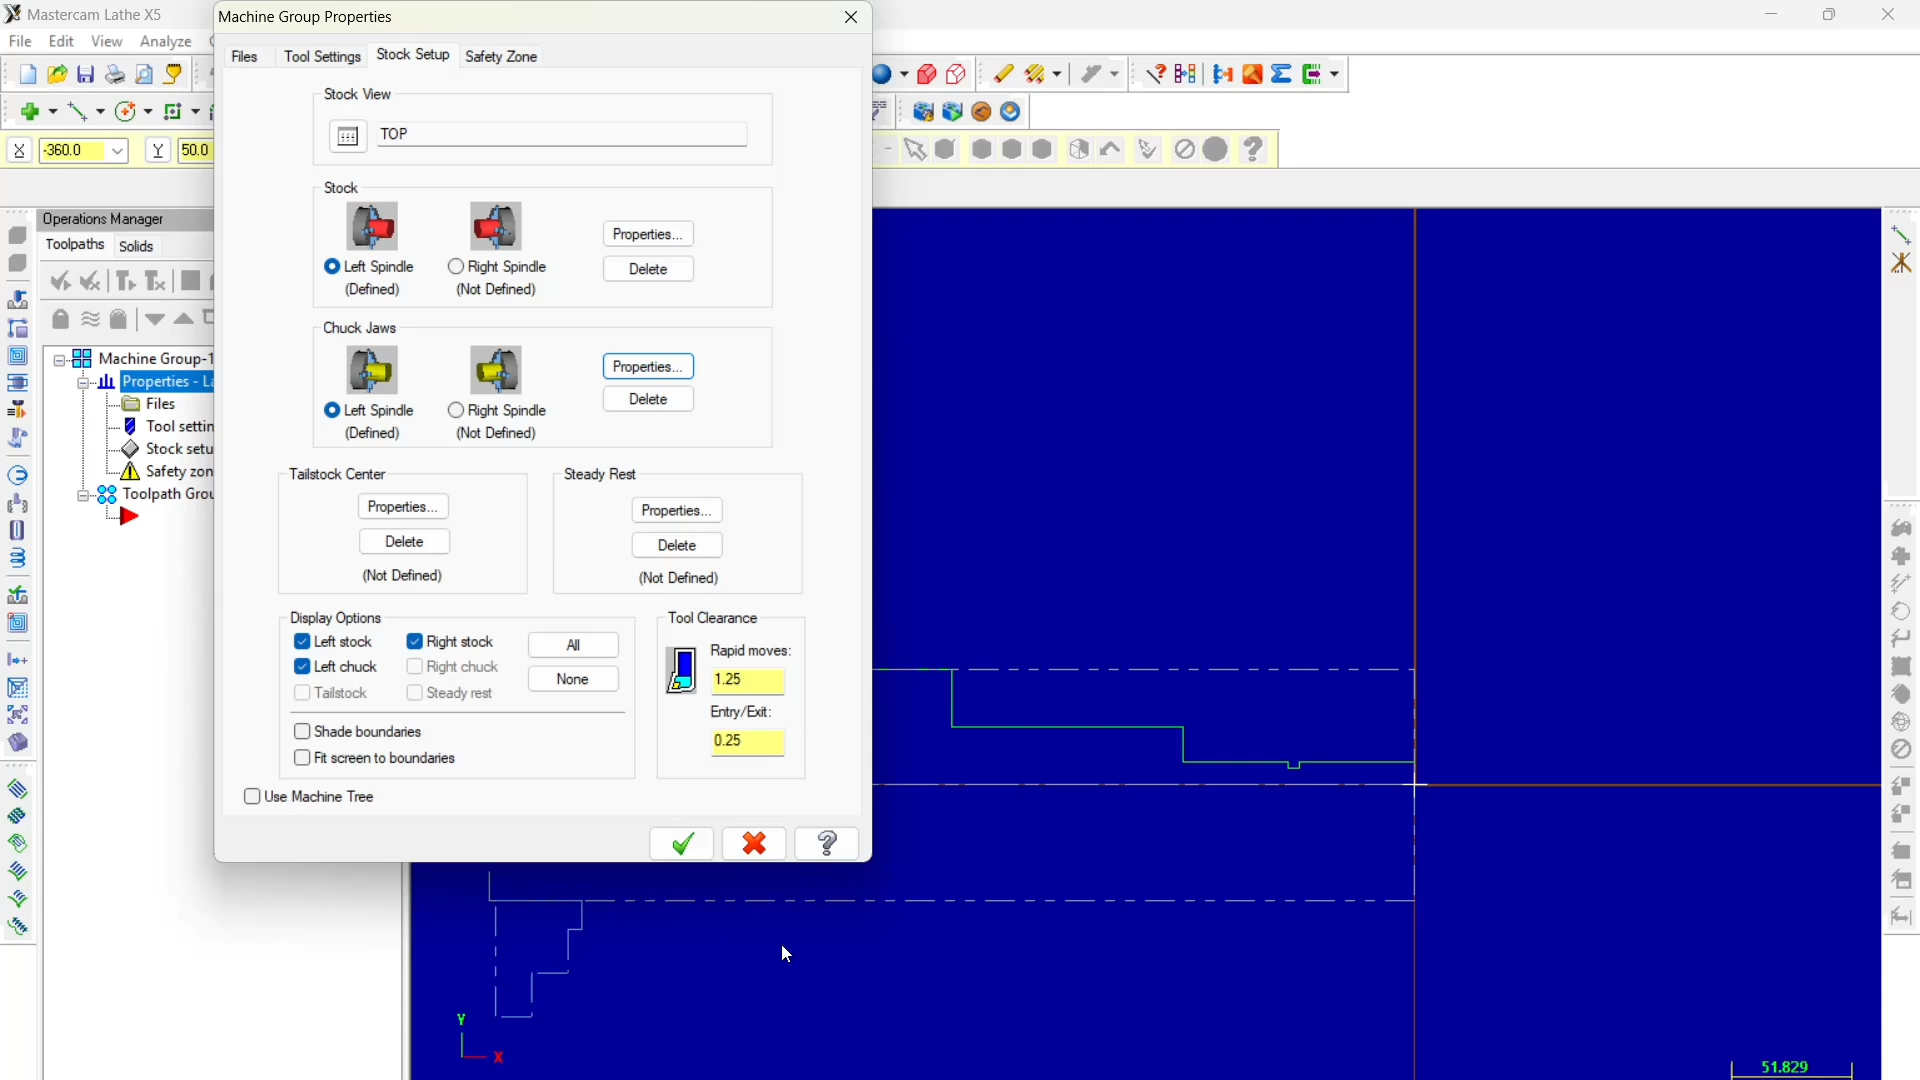 Mastercam Lathe X5
Machine Group Properties
File Edit View Analyze
Files Tool Settings Stock Setup Safety Zone
Stock View
TOP
X -360.0 Y 50.0
Stock
Properties...
Left Spindle Right Spindle
Delete
(Defined) (Not Defined)
Operations Manager
Toolpaths Solids
Chuck Jaws
Properties...
Delete
Left Spindle Right Spindle
(Defined) (Not Defined)
Machine Group-1
Properties - La
Files
Tool settin
Stock setu
Safety zon
Toolpath Grou
Tailstock Center
Properties...
Delete
(Not Defined)
Steady Rest
Properties...
Delete
(Not Defined)
Display Options
Left stock Right stock All
Left chuck Right chuck None
Tailstock Steady rest
Shade boundaries
Fit screen to boundaries
Tool Clearance
Rapid moves:
1.25
Entry/Exit:
0.25
Use Machine Tree
Y
X
51.829